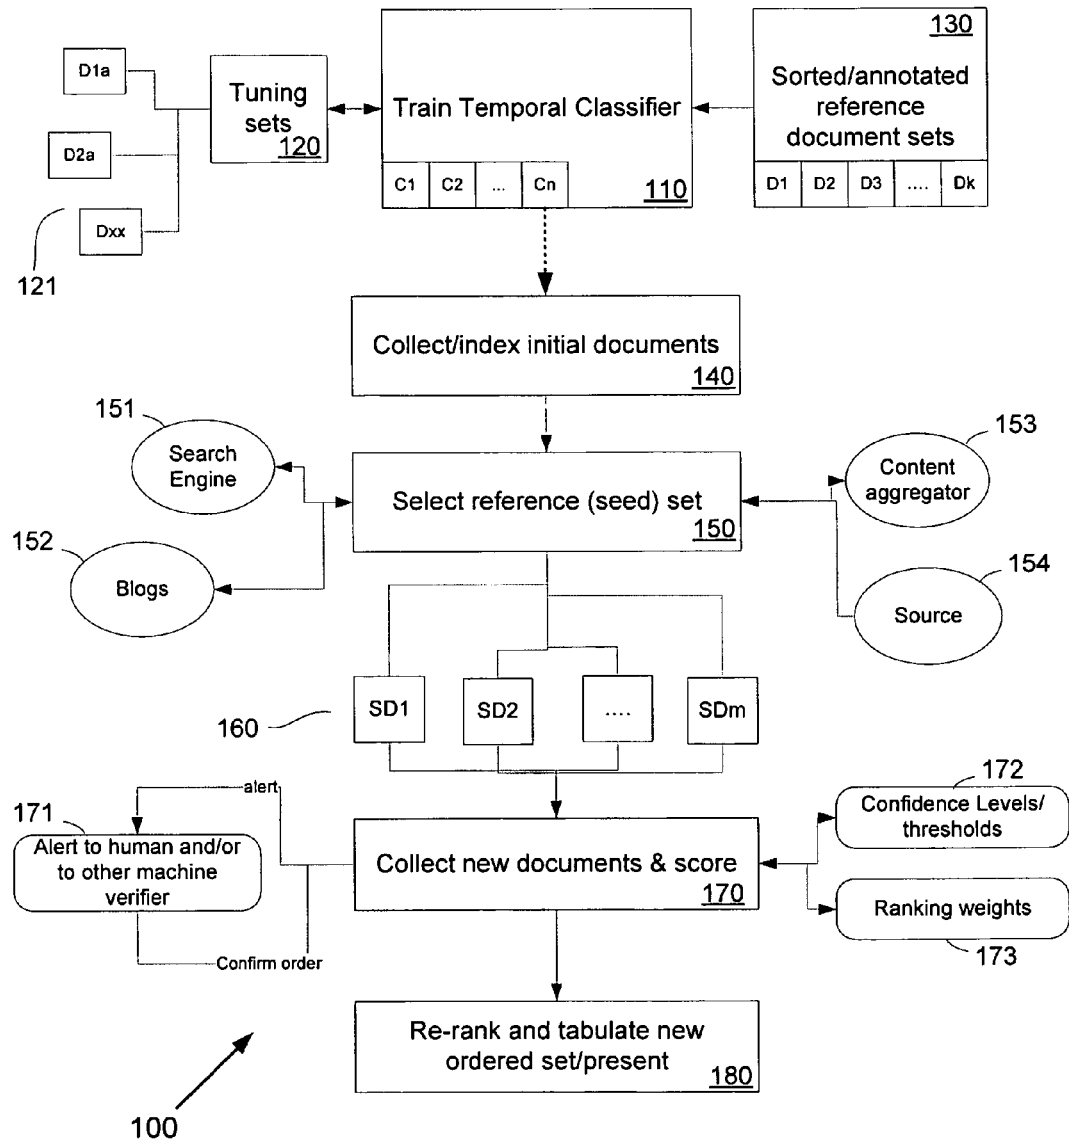 130
D1a
Tuning
sets
120
Train Temporal Classifier
Sorted/annotated
reference
document sets
D2a
C1
C2
...
Cn
110
D1
D2
D3
....
Dk
Dxx
121
Collect/index initial documents
140
151
153
Search
Engine
Content
aggregator
Select reference (seed) set
150
152
154
Blogs
Source
160
SD1
SD2
....
SDm
alert
172
171
Confidence Levels/
thresholds
Alert to human and/or
to other machine
verifier
Collect new documents & score
170
Ranking weights
173
Confirm order
Re-rank and tabulate new
ordered set/present
180
100